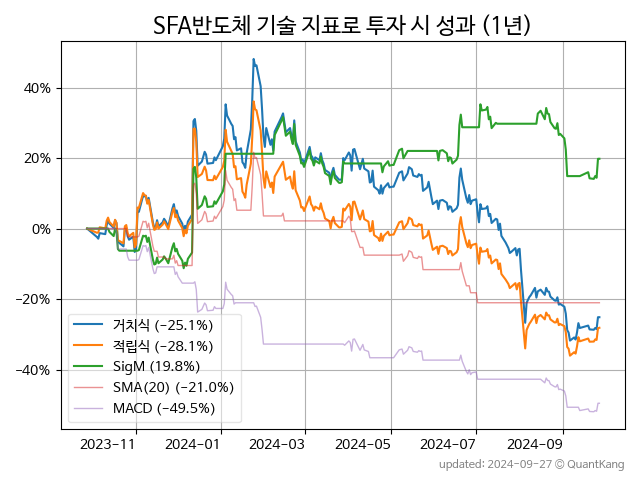 SFA반도체 기술 지표로 투자 시 성과 (1년)
40%
20%
0%
−20%
−40%
거치식 (−25.1%)
적립식 (−28.1%)
SigM (19.8%)
SMA(20) (−21.0%)
MACD (−49.5%)
2023−11
2024−01
2024−03
2024−05
2024−07
2024−09
updated: 2024-09-27 © QuantKang